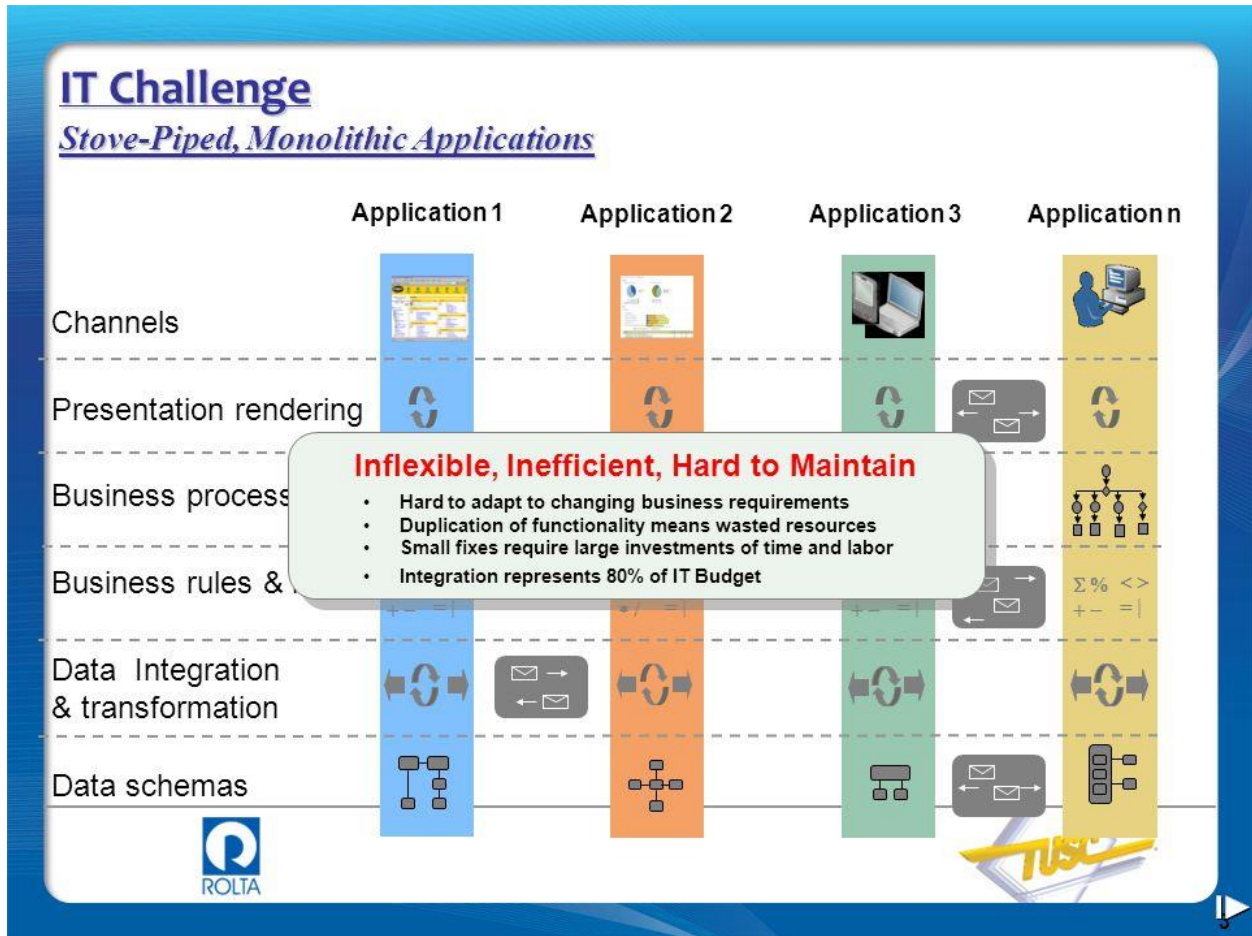 IT Challenge
Stove-Piped, Monolithic Applications
Application 1
Application 2
Application 3
Application n
Channels
Presentation rendering
Inflexible, Inefficient, Hard to Maintain
• Hard to adapt to changing business requirements
• Duplication of functionality means wasted resources
• Small fixes require large investments of time and labor
• Integration represents 80% of IT Budget
Business process
Business rules &
Σ% <>
+- =|
+- =|
•/ =|
+- =|
Data Integration
& transformation
Data schemas
ROLTA
TUSC
3